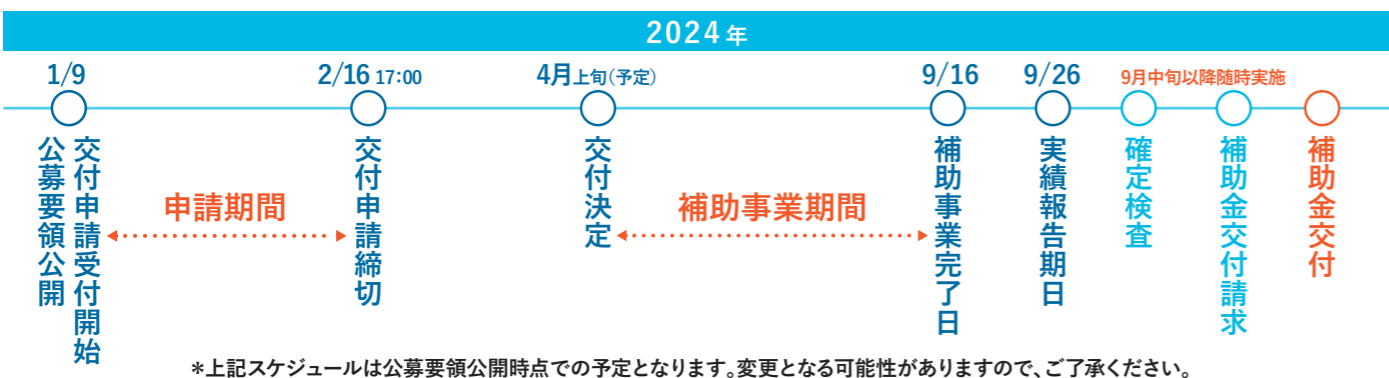 2024年
1/9
2/16 17:00
4月上旬(予定)
9/16
9/26
9月中旬以降随時実施
交付申請受付開始
公募要領公開
申請期間
交付申請締切
交付決定
補助事業期間
補助事業完了日
実績報告期日
確定検査
補助金交付請求
補助金交付
*上記スケジュールは公募要領公開時点での予定となります。変更となる可能性がありますので、ご了承ください。